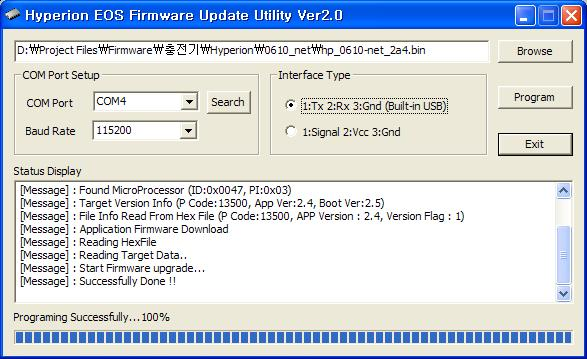 Hyperion EOS Firmware Update Utility Ver2.0
D:₩Project Files₩Firmware₩충전기₩Hyperion₩0610_net₩hp_0610-net_2a4.bin
Browse
COM Port Setup
COM Port
COM4
Search
Baud Rate
115200
Interface Type
1:Tx 2:Rx 3:Gnd (Built-in USB)
1:Signal 2:Vcc 3:Gnd
Program
Exit
Status Display
[Message] : Found MicroProcessor (ID:0x0047, PI:0x03)
[Message] : Target Version Info (P Code:13500, App Ver:2.4, Boot Ver:2.5)
[Message] : File Info Read From Hex File (P Code:13500, APP Version : 2.4, Version Flag : 1)
[Message] : Application Firmware Download
[Message] : Reading HexFile
[Message] : Reading Target Data..
[Message] : Start Firmware upgrade...
[Message] : Successfully Done !!
Programing Successfully...100%